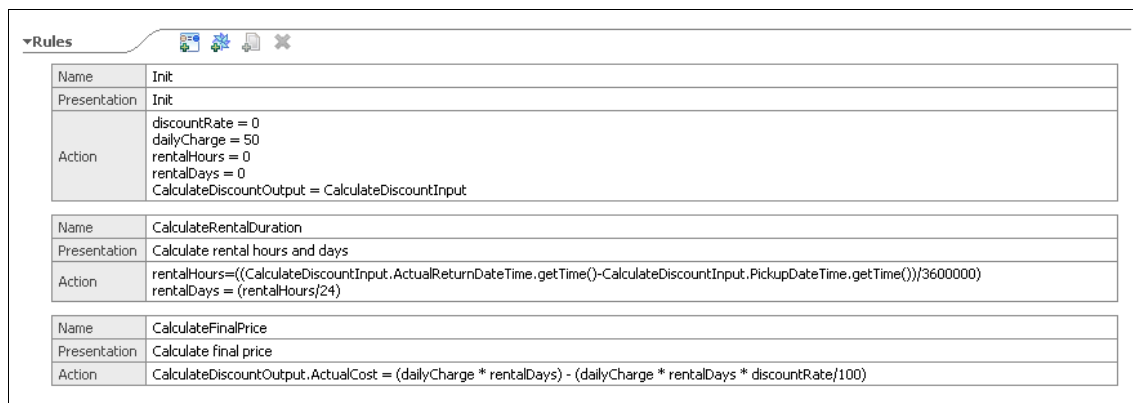 Rules
Name Init
Presentation Init
Action
discountRate = 0
dailyCharge = 50
rentalHours = 0
rentalDays = 0
CalculateDiscountOutput = CalculateDiscountInput
Name CalculateRentalDuration
Presentation Calculate rental hours and days
Action
rentalHours=((CalculateDiscountInput.ActualReturnDateTime.getTime()-CalculateDiscountInput.PickupDateTime.getTime())/3600000)
rentalDays = (rentalHours/24)
Name CalculateFinalPrice
Presentation Calculate final price
Action CalculateDiscountOutput.ActualCost = (dailyCharge * rentalDays) - (dailyCharge * rentalDays * discountRate/100)